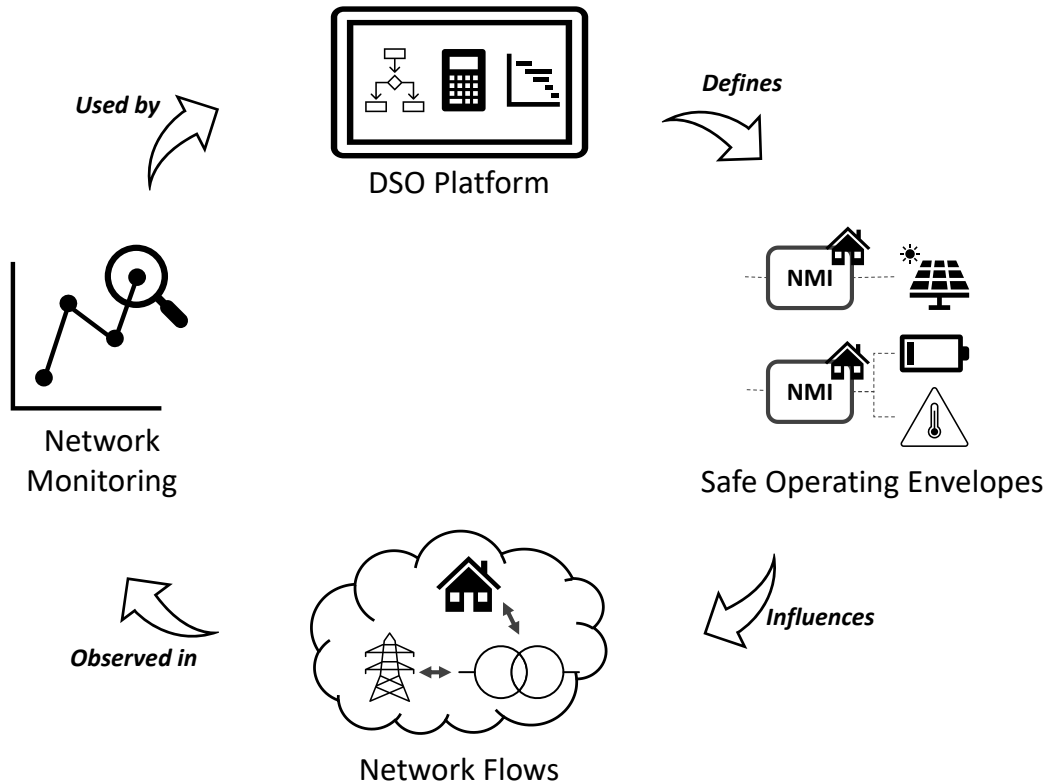 Used by
DSO Platform
Defines
NMI
NMI
Safe Operating Envelopes
Network
Monitoring
Influences
Observed in
Network Flows